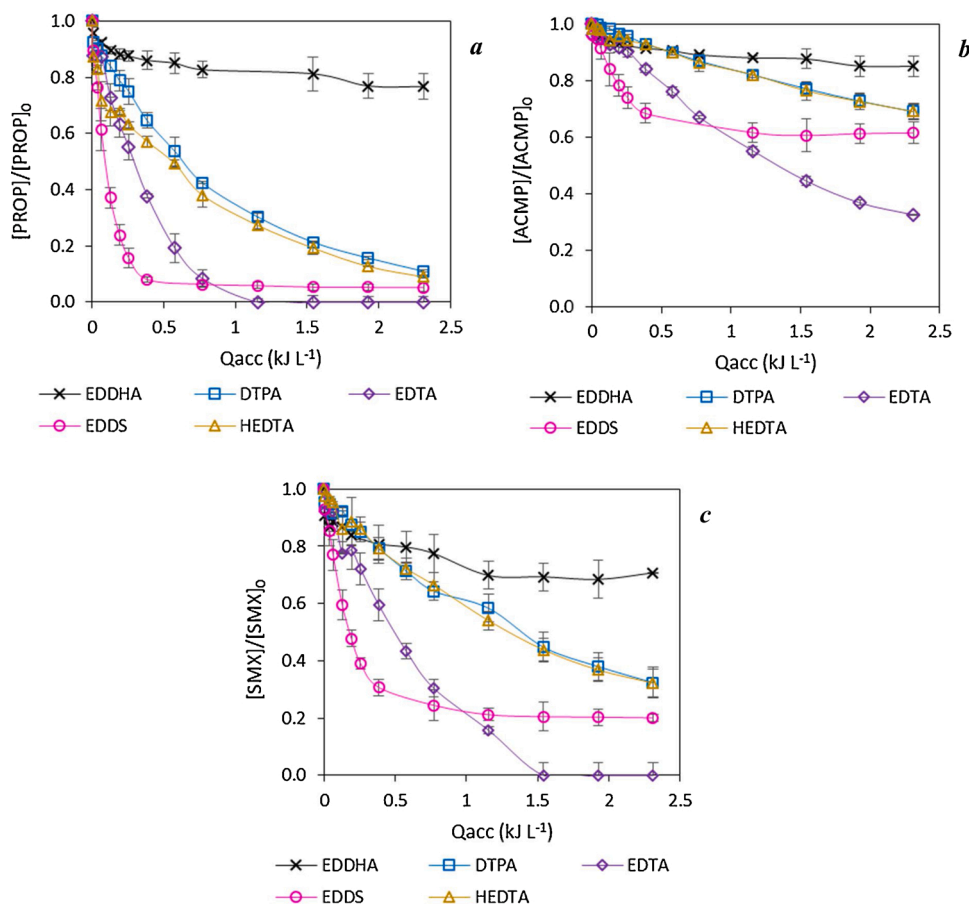 a
[PROP]/[PROP]₀
1.0
0.8
0.6
0.4
0.2
0.0
0 0.5 1 1.5 2 2.5
Qacc (kJ L⁻¹)
EDDHA DTPA EDTA
EDDS HEDTA
b
[ACMP]/[ACMP]₀
1.0
0.8
0.6
0.4
0.2
0.0
0 0.5 1 1.5 2 2.5
Qacc (kJ L⁻¹)
EDDHA DTPA EDTA
EDDS HEDTA
c
[SMX]/[SMX]₀
1.0
0.8
0.6
0.4
0.2
0.0
0 0.5 1 1.5 2 2.5
Qacc (kJ L⁻¹)
EDDHA DTPA EDTA
EDDS HEDTA